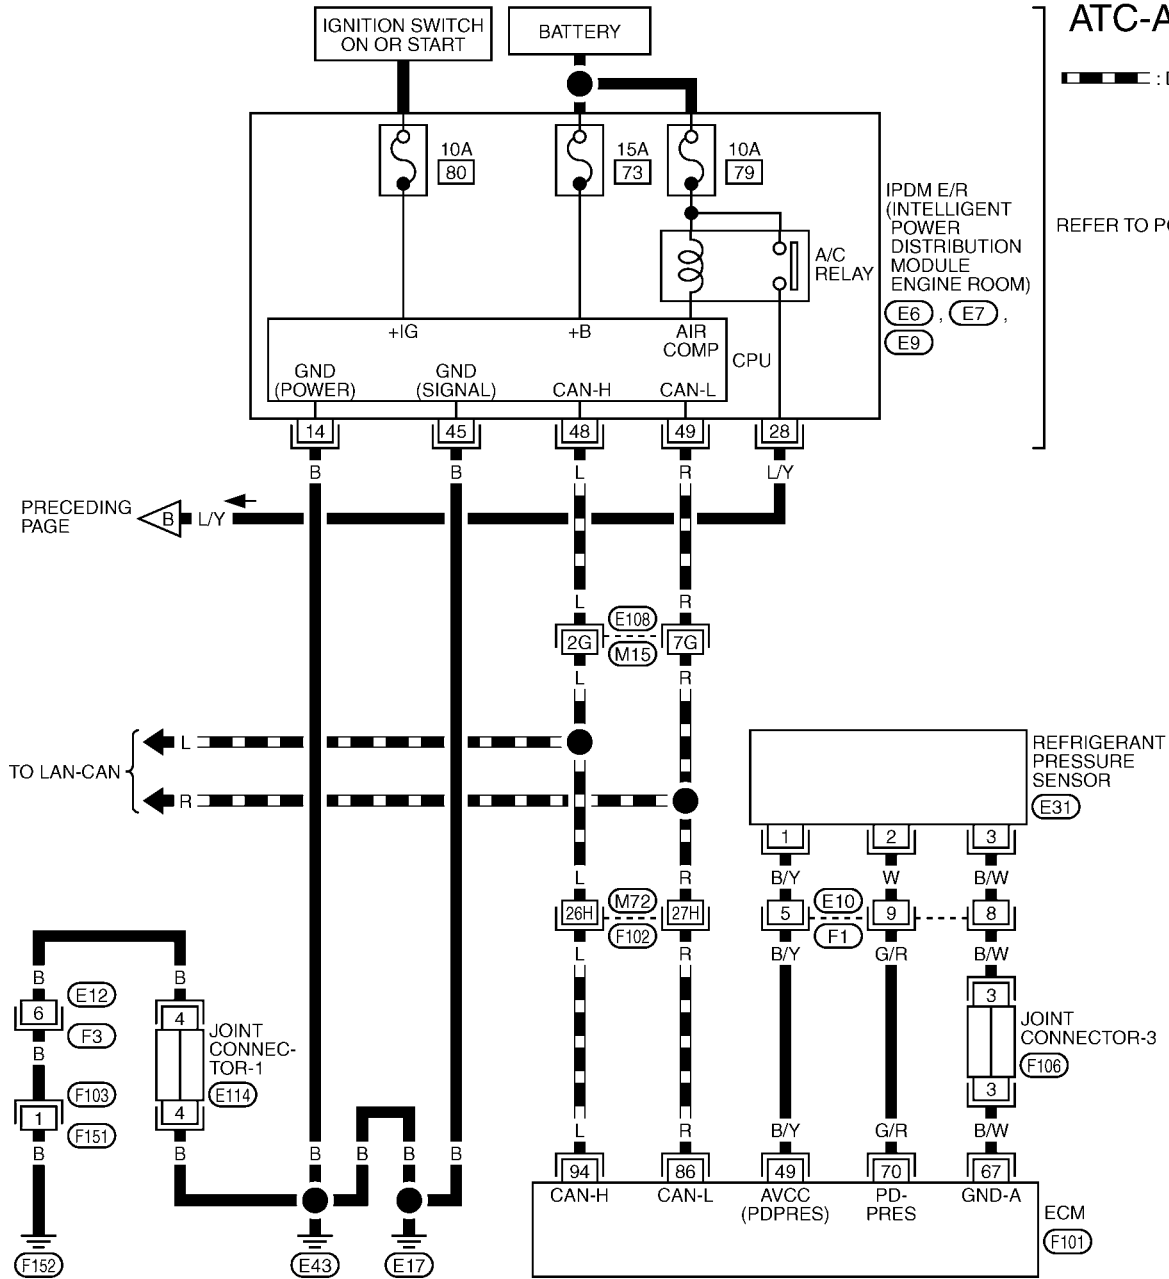 ATC-A
IGNITION SWITCH
ON OR START
BATTERY
: D
10A
80
15A
73
10A
79
IPDM E/R
(INTELLIGENT
POWER
DISTRIBUTION
MODULE
ENGINE ROOM)
E6 , E7 ,
E9
REFER TO PO
A/C
RELAY
+IG
+B
AIR
COMP
CPU
GND
(POWER)
GND
(SIGNAL)
CAN-H
CAN-L
14 45 48 49 28
B B L R L/Y
PRECEDING
PAGE
B L/Y
L R
E108
2G 7G
M15
L R
TO LAN-CAN
L
R
REFRIGERANT
PRESSURE
SENSOR
E31
1 2 3
L R B/Y W B/W
M72 E10
26H 27H 5 9 8
F102 F1
L R B/Y G/R B/W
B B
E12
6
F3
B
F103
1
F151
B
4
JOINT
CONNEC-
TOR-1
E114
4
B
3
JOINT
CONNECTOR-3
F106
3
B B B B L R B/Y G/R B/W
94 86 49 70 67
CAN-H CAN-L AVCC
(PDPRES)
PD-
PRES
GND-A
ECM
F101
F152 E43 E17